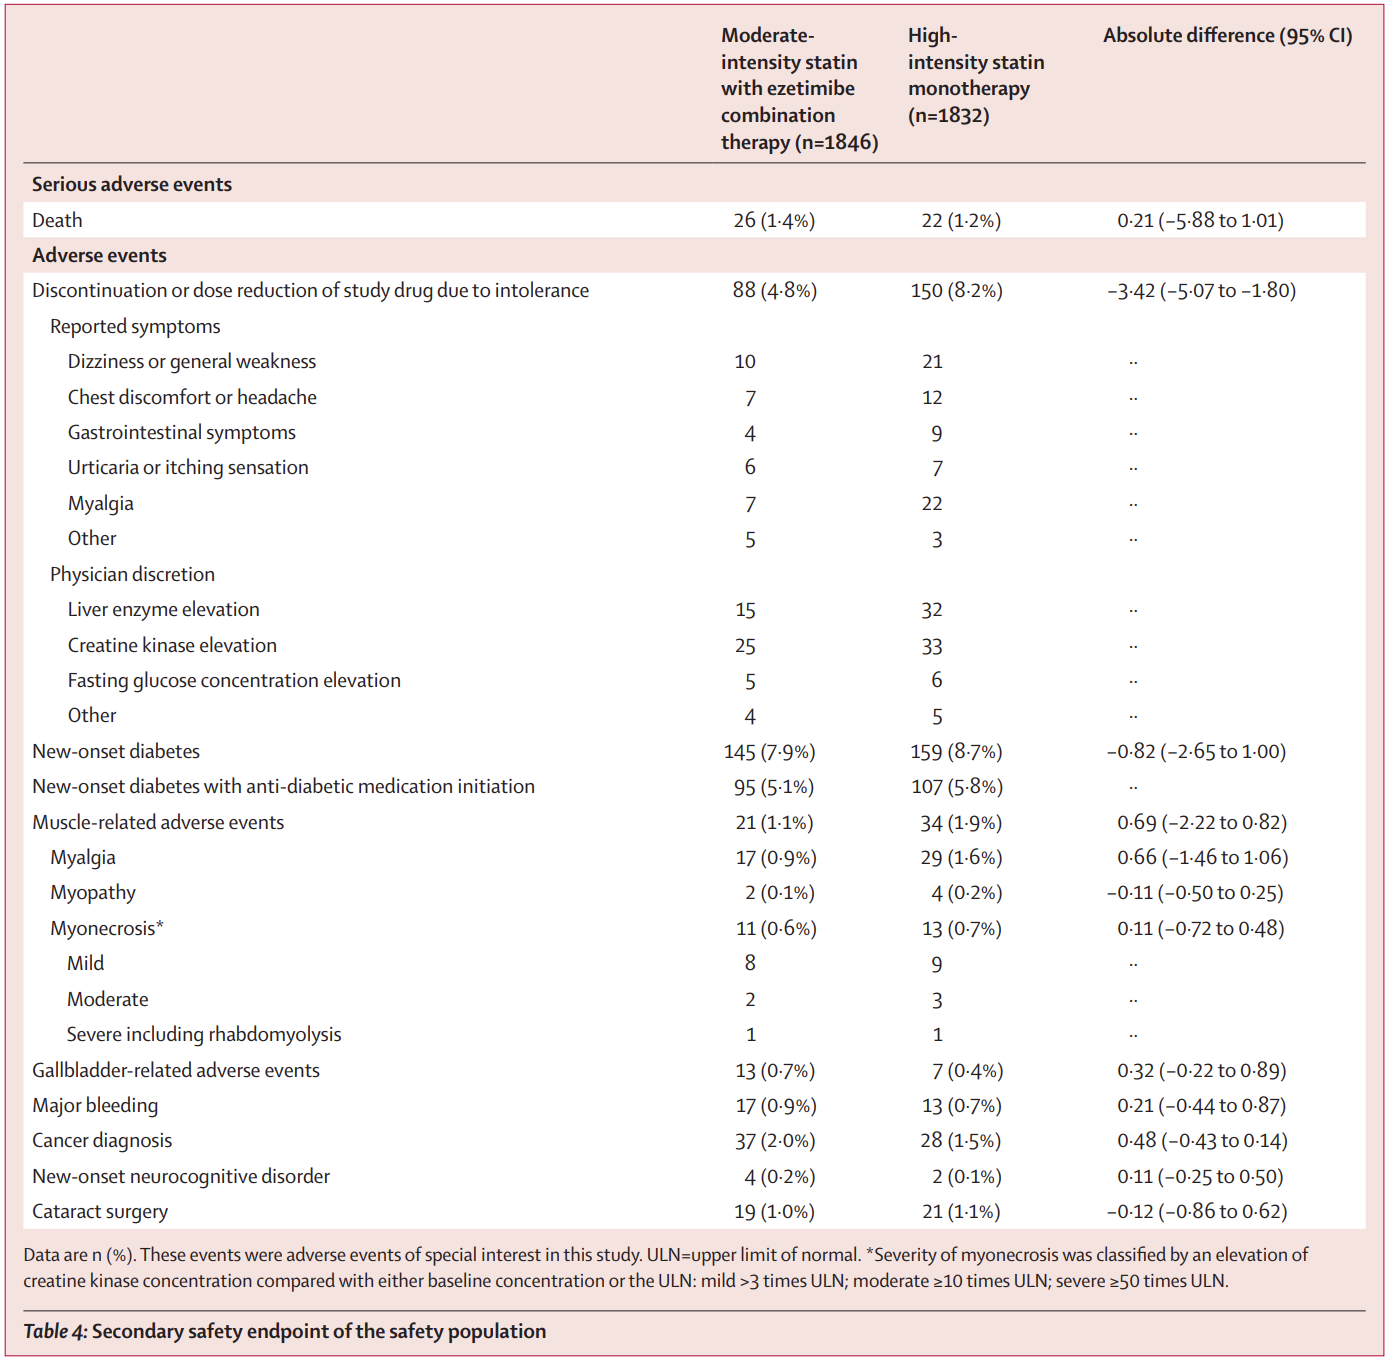 Moderate-intensity statin with ezetimibe combination therapy (n=1846) High-intensity statin monotherapy (n=1832) Absolute difference (95% CI)
Serious adverse events
Death 26 (1·4%) 22 (1·2%) 0·21 (−5·88 to 1·01)
Adverse events
Discontinuation or dose reduction of study drug due to intolerance 88 (4·8%) 150 (8·2%) −3·42 (−5·07 to −1·80)
Reported symptoms
Dizziness or general weakness 10 21 ··
Chest discomfort or headache 7 12 ··
Gastrointestinal symptoms 4 9 ··
Urticaria or itching sensation 6 7 ··
Myalgia 7 22 ··
Other 5 3 ··
Physician discretion
Liver enzyme elevation 15 32 ··
Creatine kinase elevation 25 33 ··
Fasting glucose concentration elevation 5 6 ··
Other 4 5 ··
New-onset diabetes 145 (7·9%) 159 (8·7%) −0·82 (−2·65 to 1·00)
New-onset diabetes with anti-diabetic medication initiation 95 (5·1%) 107 (5·8%) ··
Muscle-related adverse events 21 (1·1%) 34 (1·9%) 0·69 (−2·22 to 0·82)
Myalgia 17 (0·9%) 29 (1·6%) 0·66 (−1·46 to 1·06)
Myopathy 2 (0·1%) 4 (0·2%) −0·11 (−0·50 to 0·25)
Myonecrosis* 11 (0·6%) 13 (0·7%) 0·11 (−0·72 to 0·48)
Mild 8 9 ··
Moderate 2 3 ··
Severe including rhabdomyolysis 1 1 ··
Gallbladder-related adverse events 13 (0·7%) 7 (0·4%) 0·32 (−0·22 to 0·89)
Major bleeding 17 (0·9%) 13 (0·7%) 0·21 (−0·44 to 0·87)
Cancer diagnosis 37 (2·0%) 28 (1·5%) 0·48 (−0·43 to 0·14)
New-onset neurocognitive disorder 4 (0·2%) 2 (0·1%) 0·11 (−0·25 to 0·50)
Cataract surgery 19 (1·0%) 21 (1·1%) −0·12 (−0·86 to 0·62)
Data are n (%). These events were adverse events of special interest in this study. ULN=upper limit of normal. *Severity of myonecrosis was classified by an elevation of
creatine kinase concentration compared with either baseline concentration or the ULN: mild >3 times ULN; moderate ≥10 times ULN; severe ≥50 times ULN.
Table 4: Secondary safety endpoint of the safety population